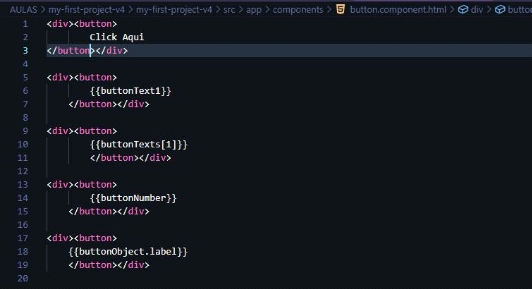 AULAS > my-first-project-v4 > my-first-project-v4 > src > app > components > button.component.html > div > button
1 <div><button>
2 Click Aqui
3 </button></div>
4
5 <div><button>
6 {{buttonText1}}
7 </button></div>
8
9 <div><button>
10 {{buttonTexts[1]}}
11 </button></div>
12
13 <div><button>
14 {{buttonNumber}}
15 </button></div>
16
17 <div><button>
18 {{buttonObject.label}}
19 </button></div>
20